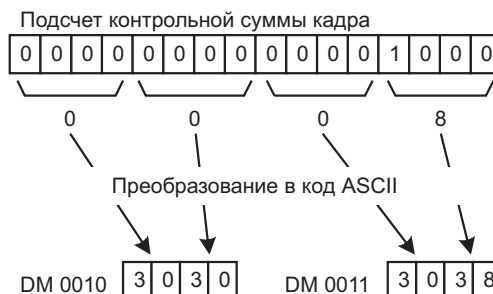 Подсчет контрольной суммы кадра
0 0 0 0 0 0 0 0 0 0 0 0 1 0 0 0
0 0 0 8
Преобразование в код ASCII
DM 0010 3 0 3 0 DM 0011 3 0 3 8